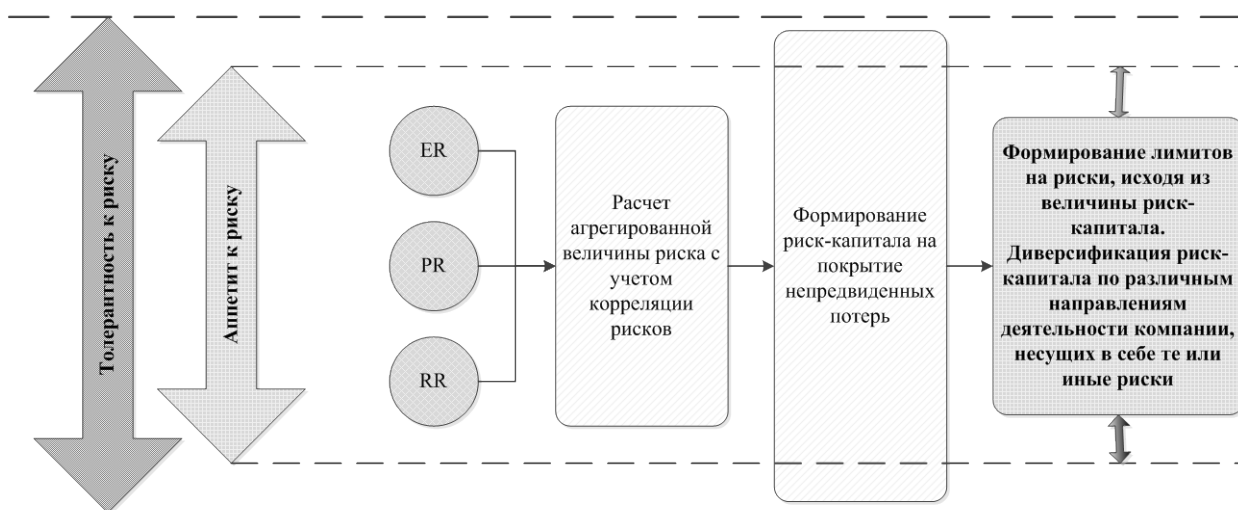 Толерантность к риску
Аппетит к риску
ER
PR
RR
Расчет
агрегированной
величины риска с
учетом
корреляции
рисков
Формирование
риск-капитала на
покрытие
непредвиденных
потерь
Формирование лимитов
на риски, исходя из
величины риск-
капитала.
Диверсификация риск-
капитала по различным
направлениям
деятельности компании,
несущих в себе те или
иные риски